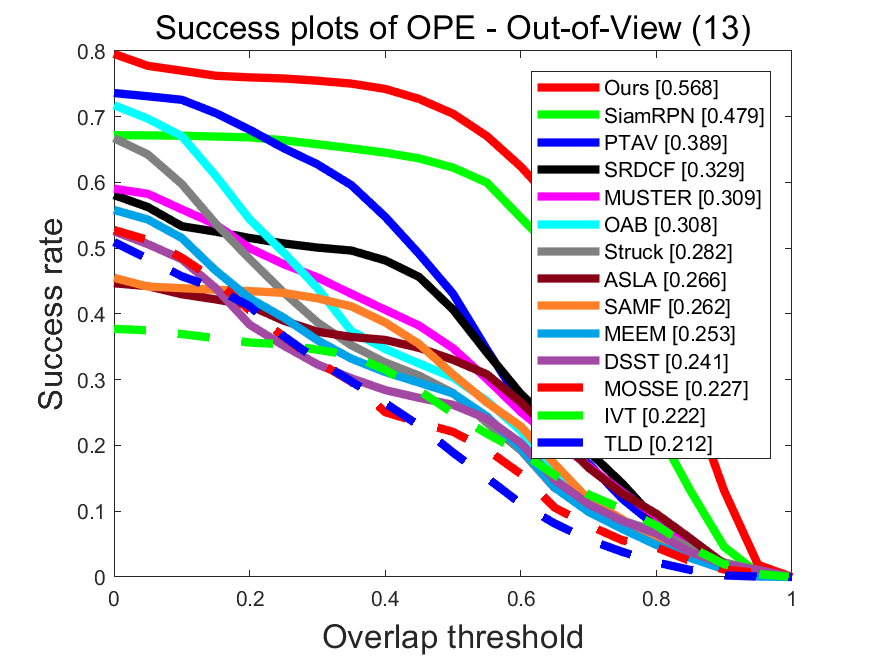 Success plots of OPE - Out-of-View (13)
Success rate
0.8
0.7
0.6
0.5
0.4
0.3
0.2
0.1
0
Ours [0.568]
SiamRPN [0.479]
PTAV [0.389]
SRDCF [0.329]
MUSTER [0.309]
OAB [0.308]
Struck [0.282]
ASLA [0.266]
SAMF [0.262]
MEEM [0.253]
DSST [0.241]
MOSSE [0.227]
IVT [0.222]
TLD [0.212]
0 0.2 0.4 0.6 0.8 1
Overlap threshold